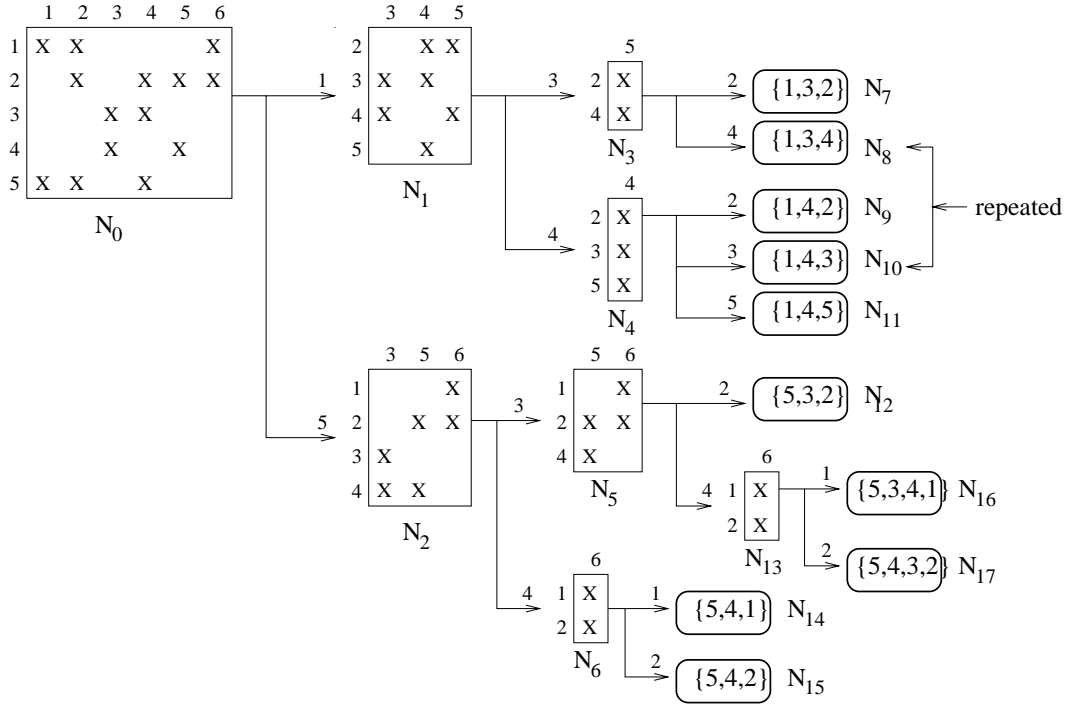 1 2 3 4 5 6
1 X X X
2 X X X X
3 X X
4 X X
5 X X X
N0
1
5
3 4 5
2 X X
3 X X
4 X X
5 X
N1
3
4
5
2 X
4 X
N3
2 {1,3,2} N7
4 {1,3,4} N8
4
2 X
3 X
5 X
N4
2 {1,4,2} N9
3 {1,4,3} N10
5 {1,4,5} N11
repeated
3 5 6
1 X
2 X X
3 X
4 X X
N2
3
4
5 6
1 X
2 X X
4 X
N5
2 {5,3,2} N12
4
6
1 X
2 X
N13
1 {5,3,4,1} N16
2 {5,4,3,2} N17
6
1 X
2 X
N6
1 {5,4,1} N14
2 {5,4,2} N15